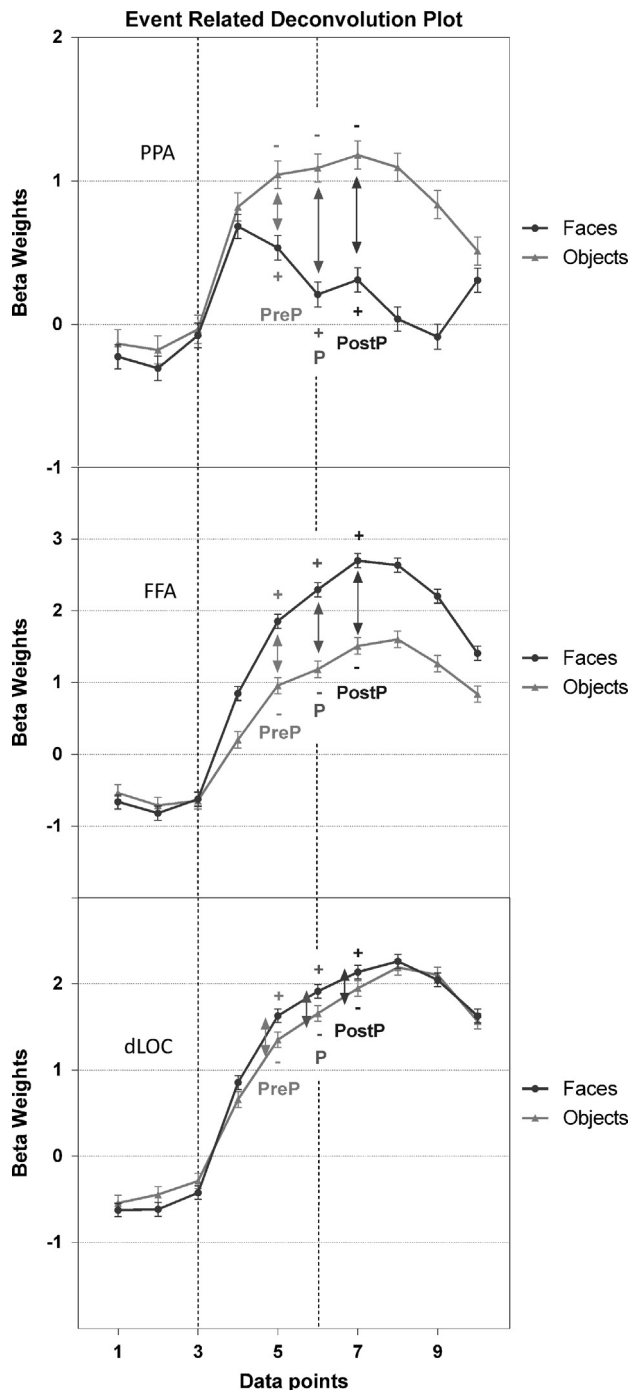 Event Related Deconvolution Plot
2
- - -
PPA
1
Beta Weights
Faces
Objects
+
PreP
0
+
+
P
PostP
-1
3
+
+
+
FFA
2
Beta Weights
Faces
Objects
1
-
-
-
PreP
P
PostP
0
-1
2
+
+
+
dLOC
-
-
-
PreP
P
PostP
1
Beta Weights
Faces
Objects
0
-1
1 3 5 7 9
Data points